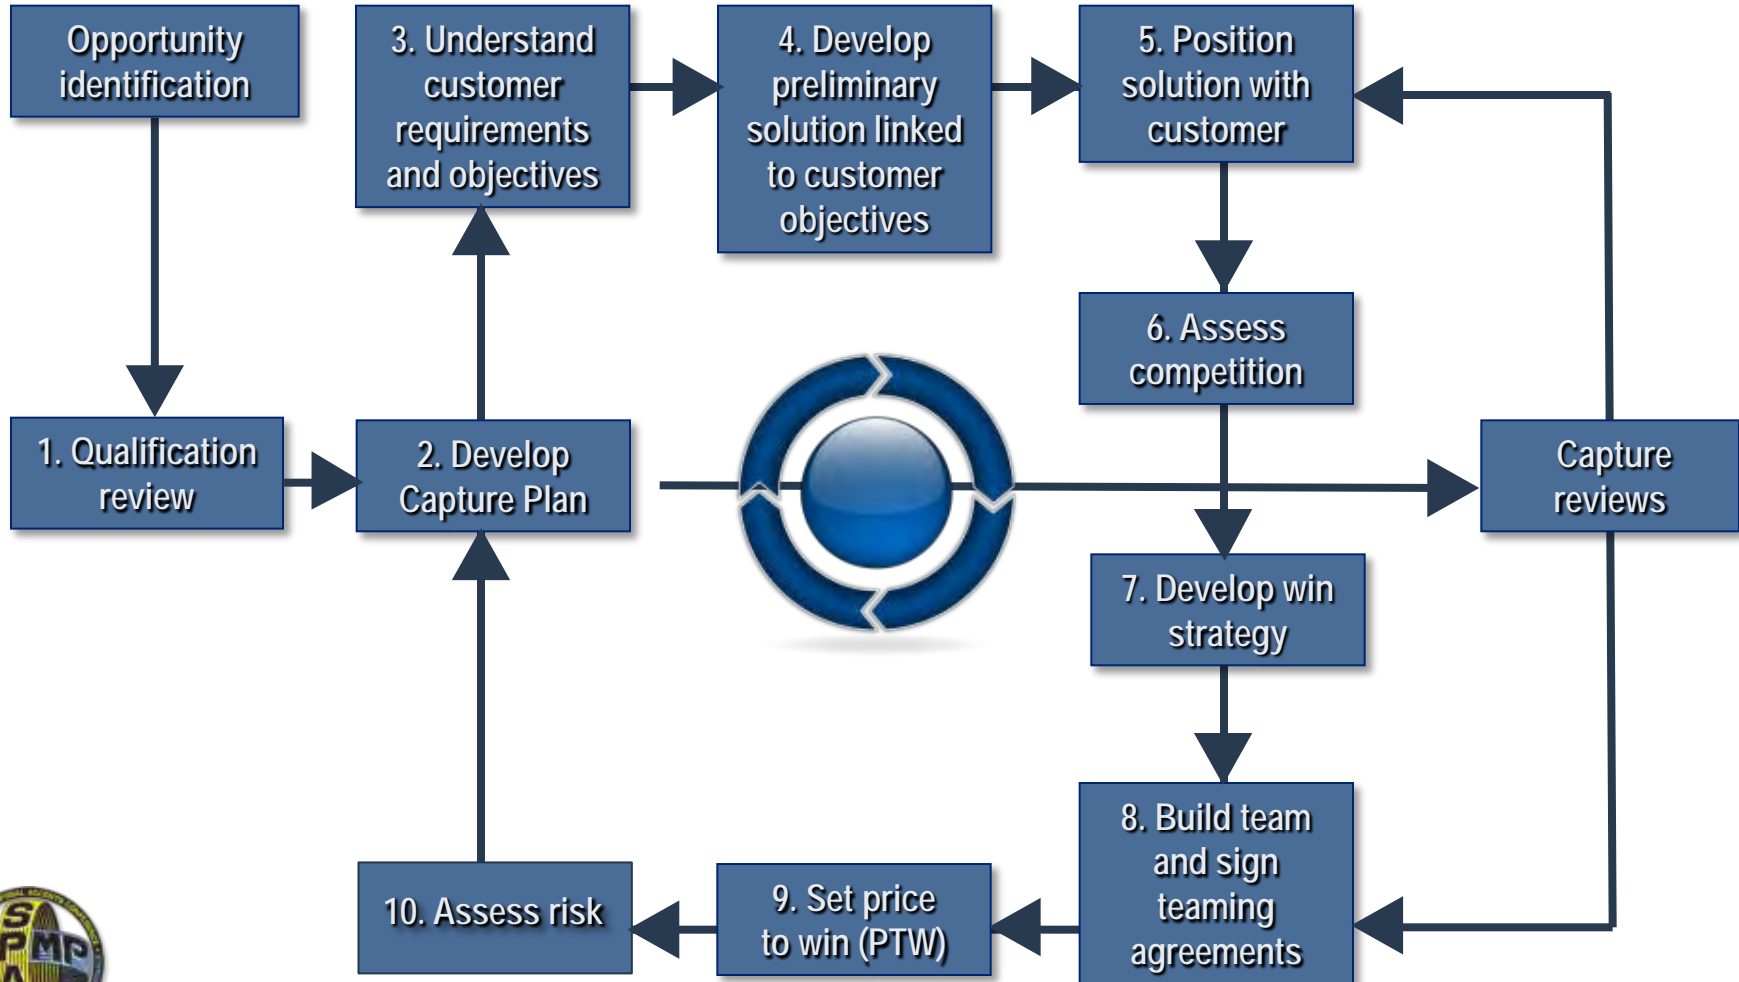 Opportunity
identification
3. Understand
customer
requirements
and objectives
4. Develop
preliminary
solution linked
to customer
objectives
5. Position
solution with
customer
6. Assess
competition
1. Qualification
review
2. Develop
Capture Plan
Capture
reviews
7. Develop win
strategy
8. Build team
and sign
teaming
agreements
9. Set price
to win (PTW)
10. Assess risk
S
P MP
A